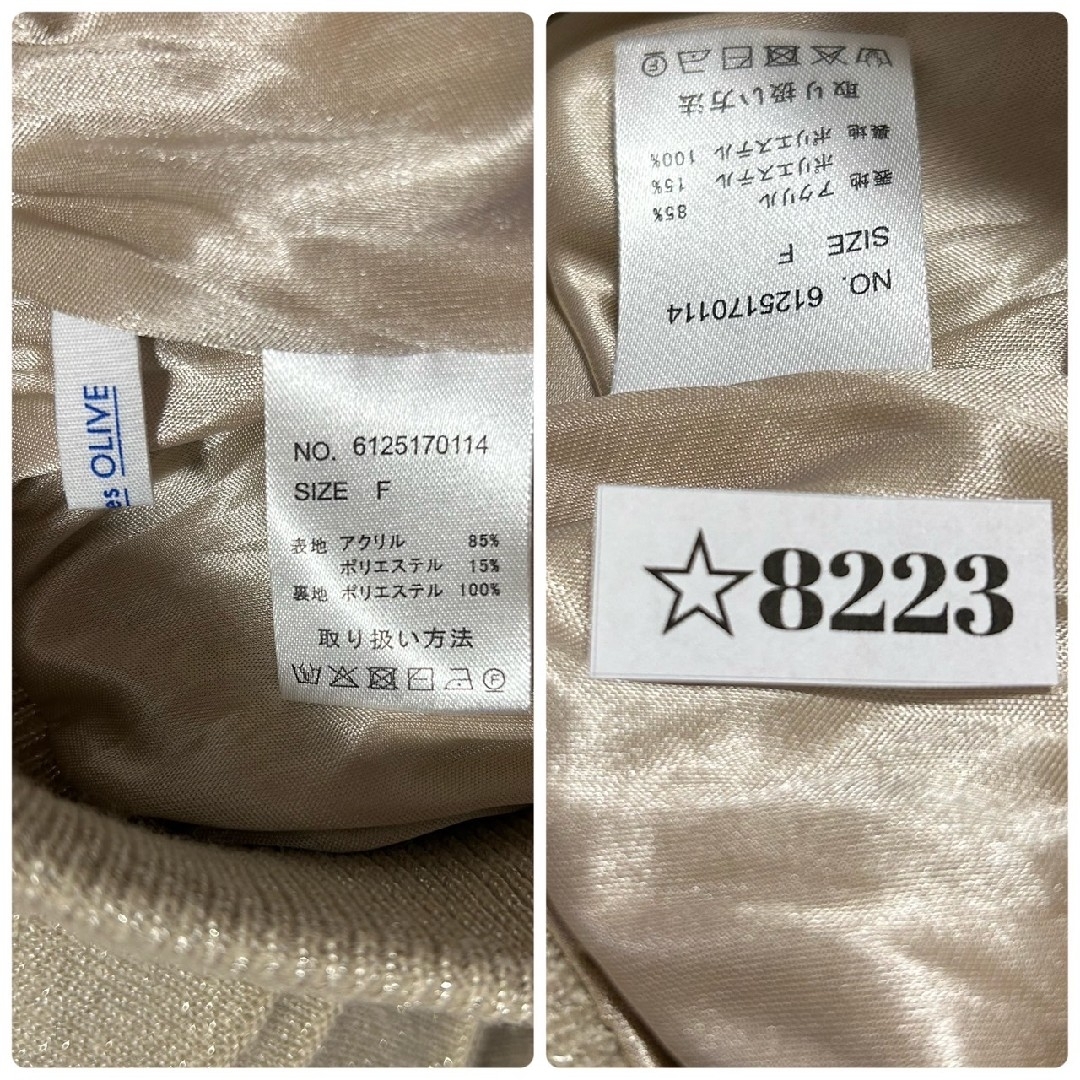 es OLIVE
NO. 6125170114
SIZE F
表地 アクリル 85%
ポリエステル 15%
裏地 ポリエステル 100%
取り扱い方法
F
NO. 6125170114
SIZE F
表地 アクリル 85%
ポリエステル 15%
裏地 ポリエステル 100%
取り扱い方法
F
☆8223